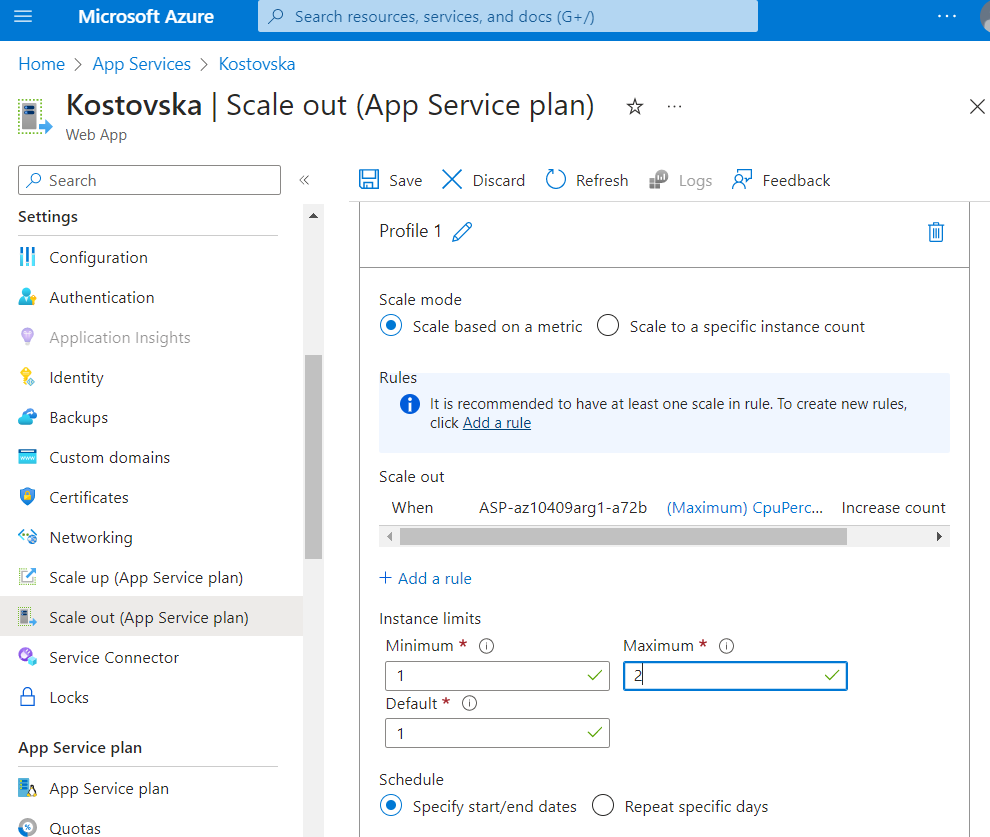 Microsoft Azure
Search resources, services, and docs (G+/)
Home > App Services > Kostovska
Kostovska | Scale out (App Service plan)
Web App
Search
Settings
Configuration
Authentication
Application Insights
Identity
Backups
Custom domains
Certificates
Networking
Scale up (App Service plan)
Scale out (App Service plan)
Service Connector
Locks
App Service plan
App Service plan
Quotas
Save Discard Refresh Logs Feedback
Profile 1
Scale mode
Scale based on a metric Scale to a specific instance count
Rules
It is recommended to have at least one scale in rule. To create new rules,
click Add a rule
Scale out
When ASP-az10409arg1-a72b (Maximum) CpuPerc... Increase count
+ Add a rule
Instance limits
Minimum * Maximum *
1 2
Default *
1
Schedule
Specify start/end dates Repeat specific days